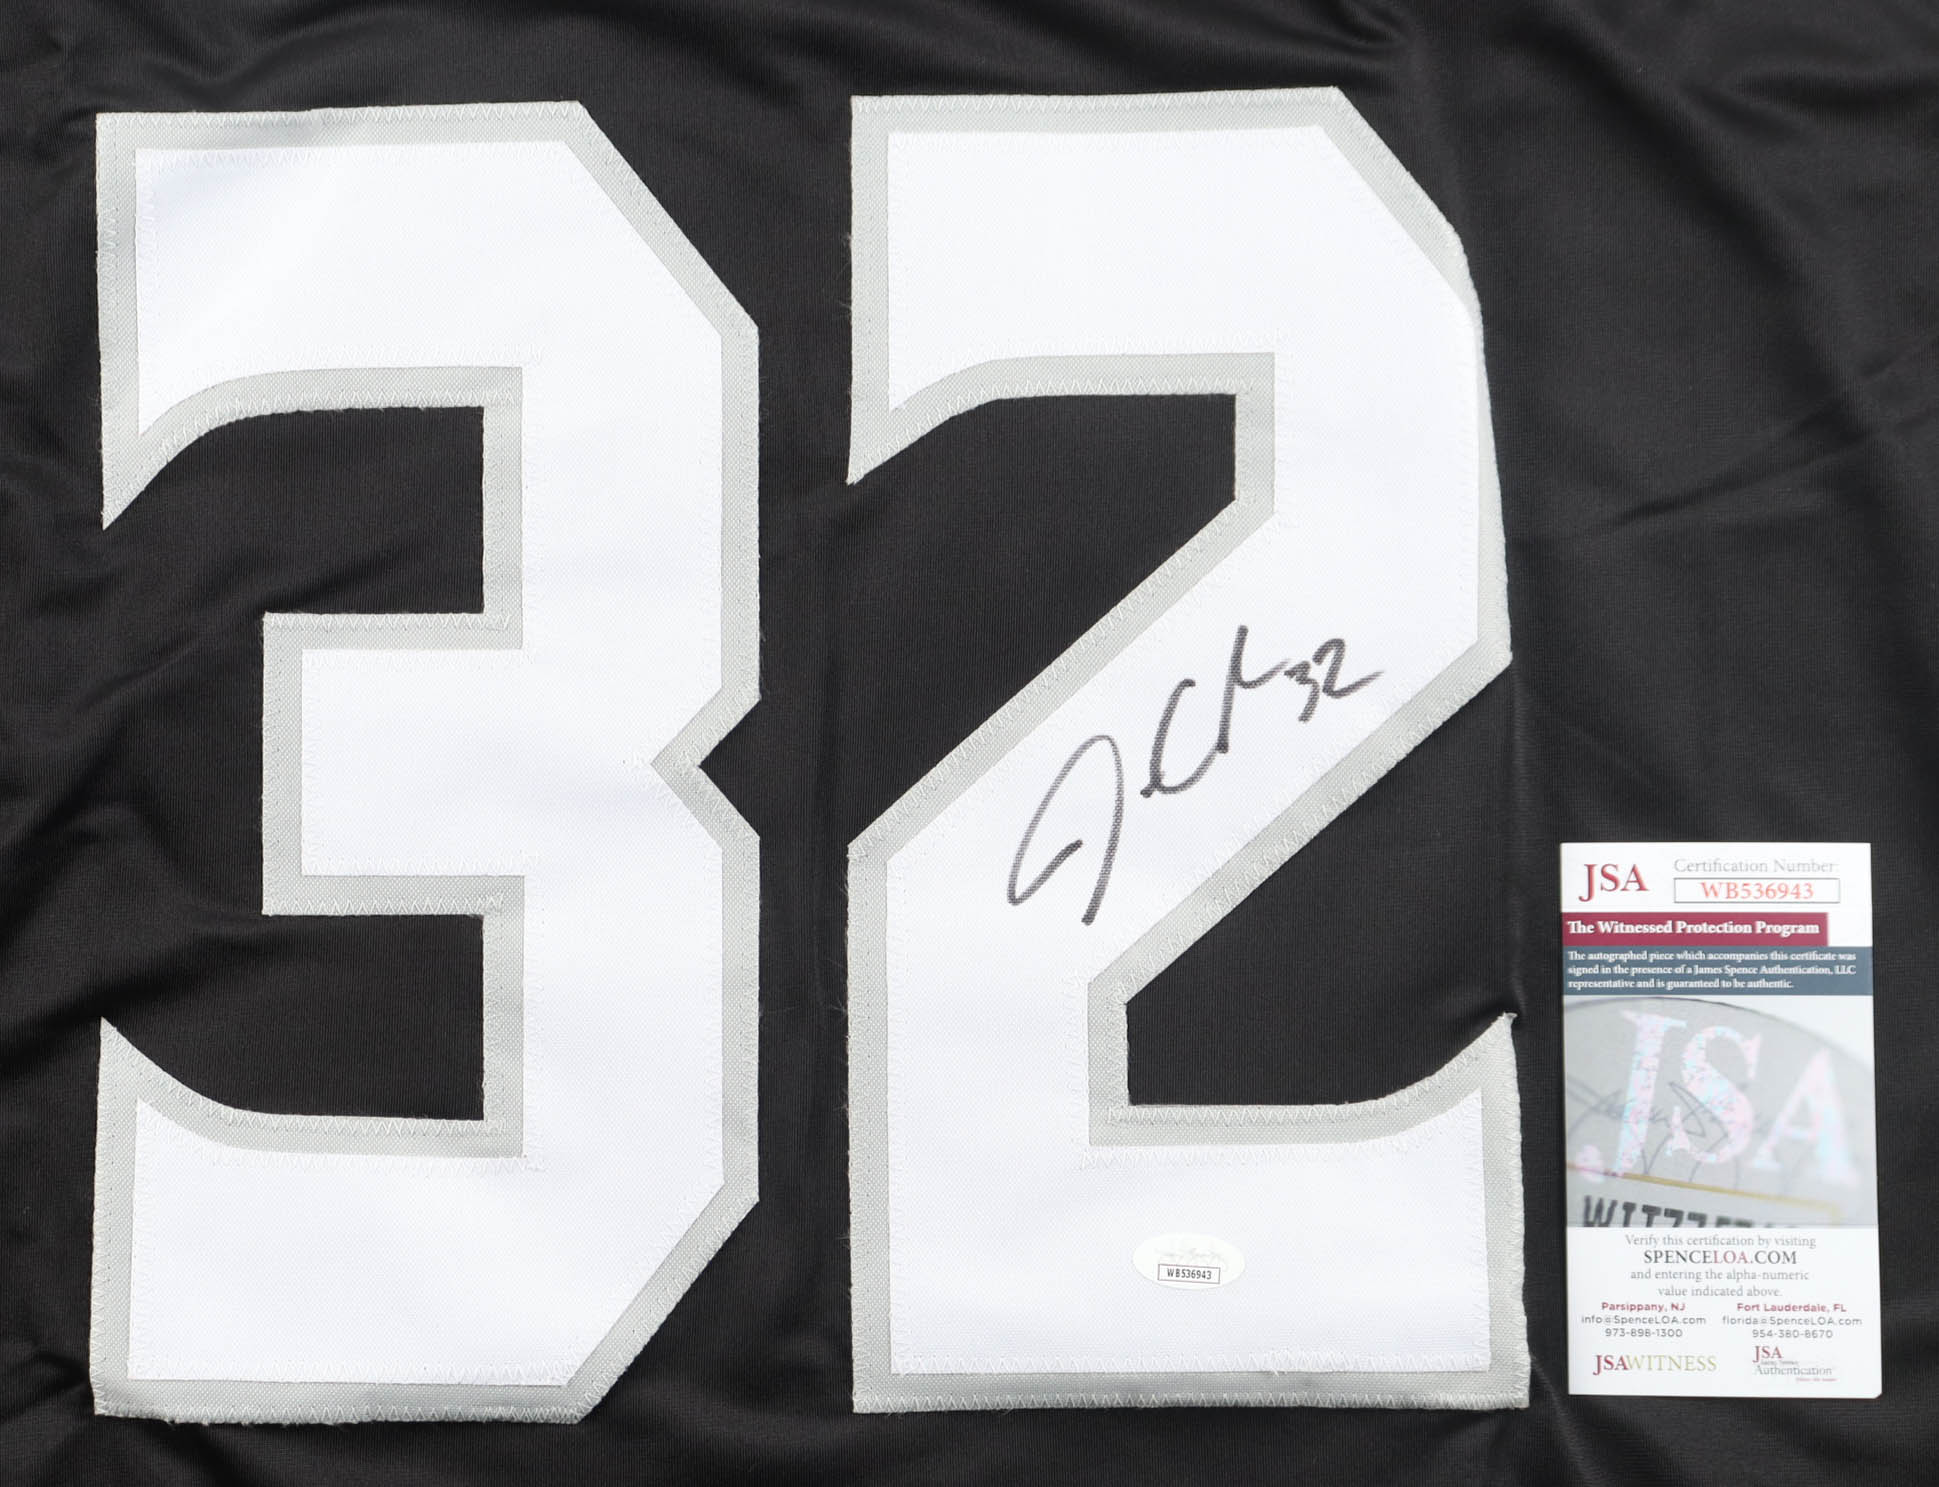 32
32
WB536943
JSA
Certification Number:
WB536943
The Witnessed Protection Program
The autographed piece which accompanies this certificate was
signed in the presence of a James Spence Authentication, LLC
representative and is guaranteed to be authentic.
JSA
Verify this certification by visiting
SPENCELOA.COM
and entering the alpha-numeric
value indicated above.
Parsippany, NJ
info@SpenceLOA.com
973-898-1300
Fort Lauderdale, FL
florida@SpenceLOA.com
954-380-8670
JSAWITNESS
JSA
Authentication